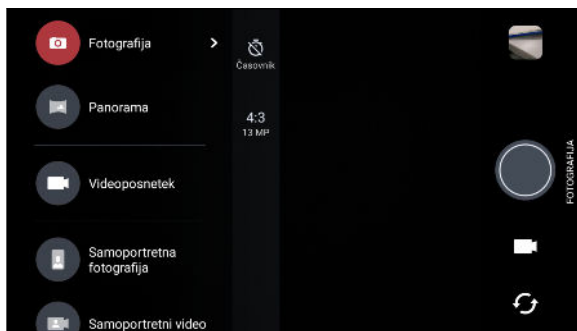 Fotografija
Panorama
Videoposnetek
Samoportretna
fotografija
Samoportretni video
Časovnik
4:3
13 MP
FOTOGRAFIJA